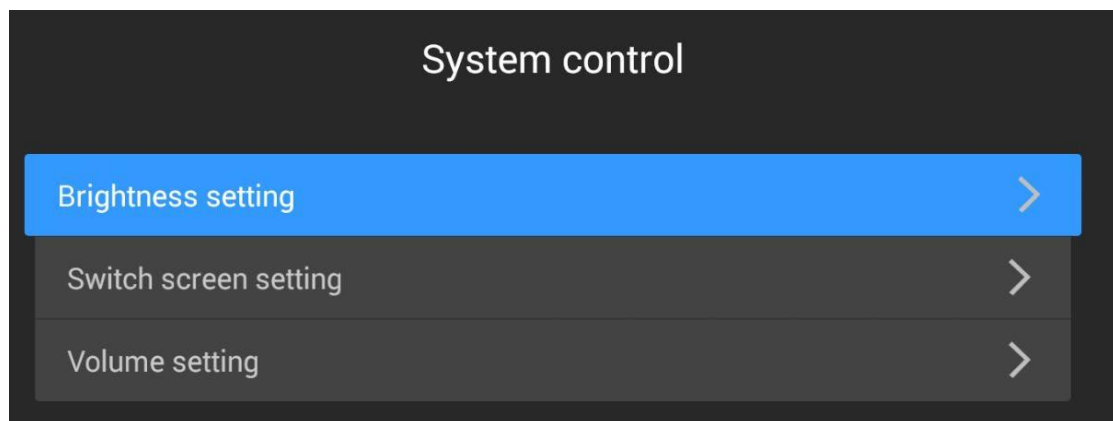 System control
Brightness setting
Switch screen setting
Volume setting